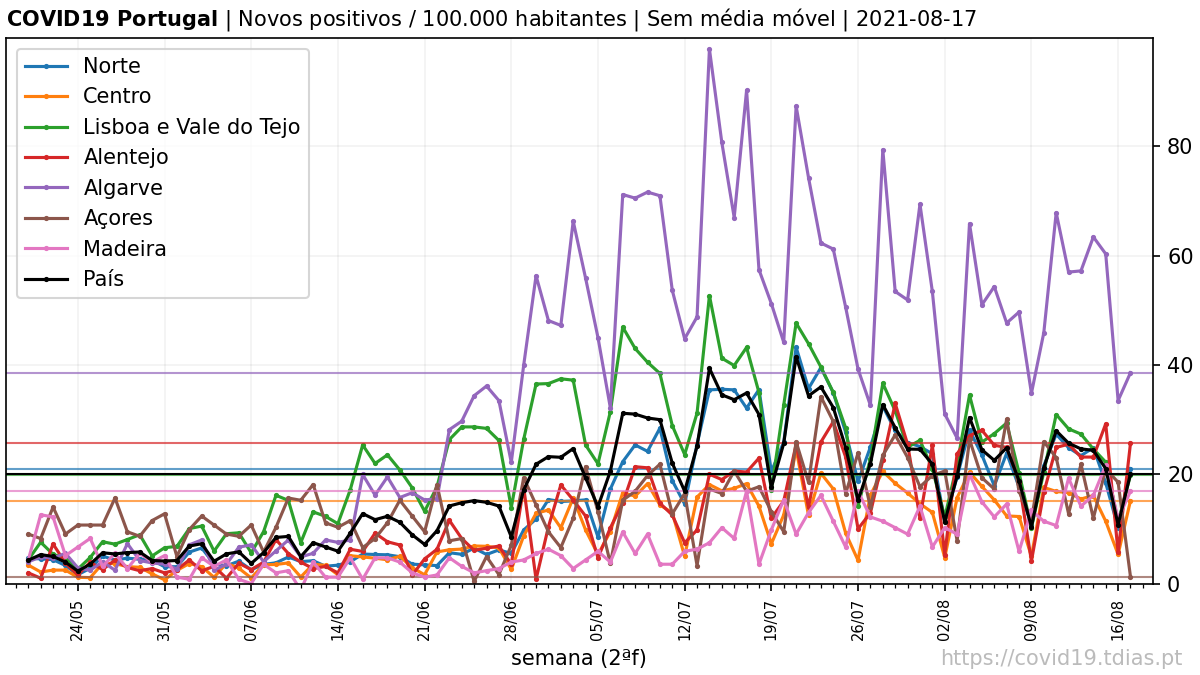 COVID19 Portugal | Novos positivos / 100.000 habitantes | Sem média móvel | 2021-08-17
Norte
Centro
Lisboa e Vale do Tejo
Alentejo
Algarve
Açores
Madeira
País
80
60
40
20
0
24/05
31/05
07/06
14/06
21/06
28/06
05/07
12/07
19/07
26/07
02/08
09/08
16/08
semana (2ªf)
https://covid19.tdias.pt